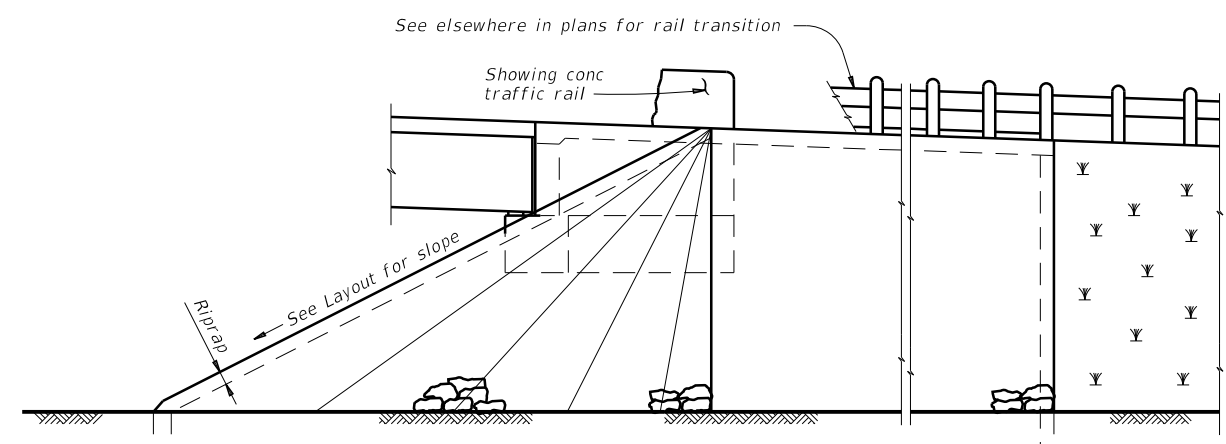 See elsewhere in plans for rail transition
Showing conc
traffic rail
See Layout for slope
Riprap